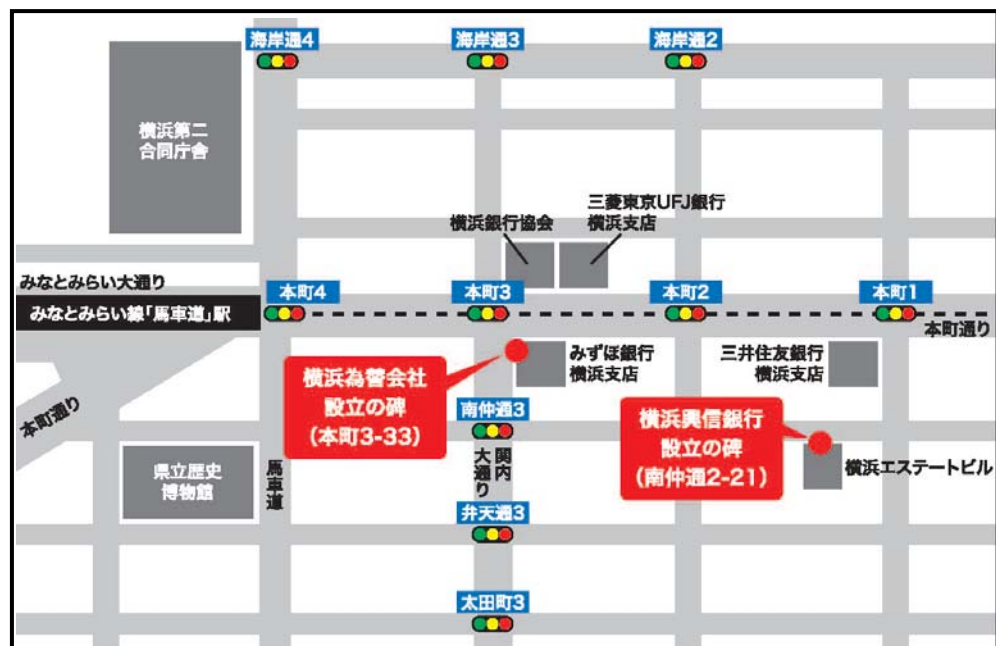 海岸通4
海岸通3
海岸通2
横浜第二
合同庁舎
三菱東京UFJ銀行
横浜支店
横浜銀行協会
みなとみらい大通り
みなとみらい線「馬車道」駅
本町4
本町3
本町2
本町1
本町通り
みずほ銀行
横浜支店
三井住友銀行
横浜支店
横浜為替会社
設立の碑
(本町3-33)
本町通り
南仲通3
横浜興信銀行
設立の碑
(南仲通2-21)
県立歴史
博物館
馬車道
関内
大通り
横浜エステートビル
弁天通3
太田町3